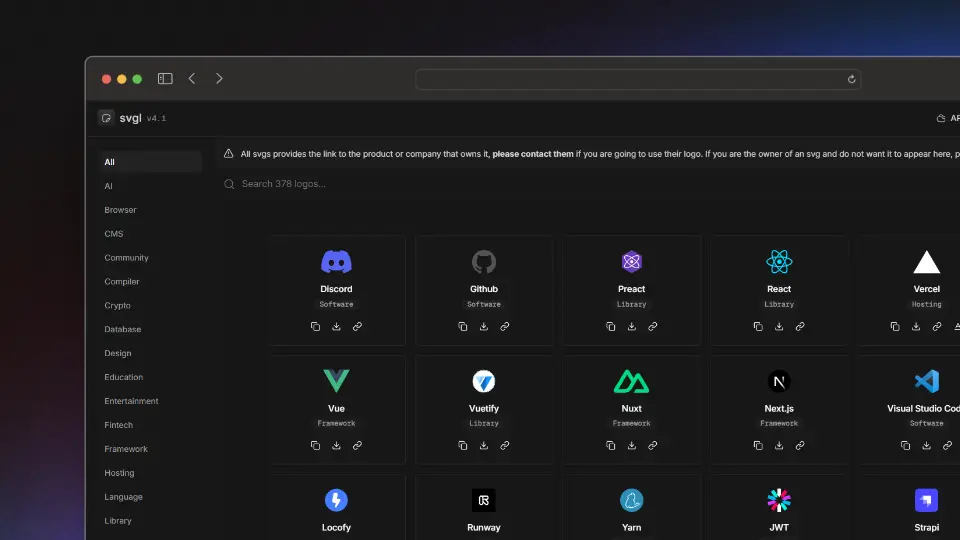 svgl v4.1
AP
All svgs provides the link to the product or company that owns it, please contact them if you are going to use their logo. If you are the owner of an svg and do not want it to appear here, p
Search 378 logos...
All
AI
Browser
CMS
Community
Compiler
Crypto
Database
Design
Education
Entertainment
Fintech
Framework
Hosting
Language
Library
Discord
Software
Github
Software
Preact
Library
React
Library
Vercel
Hosting
Vue
Framework
Vuetify
Library
Nuxt
Framework
Next.js
Framework
Visual Studio Cod
Software
Locofy
Runway
Yarn
JWT
Strapi